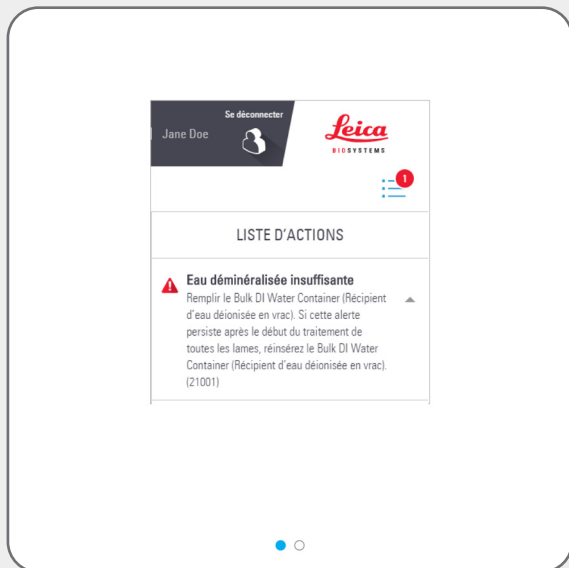 Se déconnecter
Jane Doe
Leica
BIOSYSTEMS
1
LISTE D'ACTIONS
Eau déminéralisée insuffisante
Remplir le Bulk DI Water Container (Récipient
d'eau déionisée en vrac). Si cette alerte
persiste après le début du traitement de
toutes les lames, réinsérez le Bulk DI Water
Container (Récipient d'eau déionisée en vrac).
(21001)